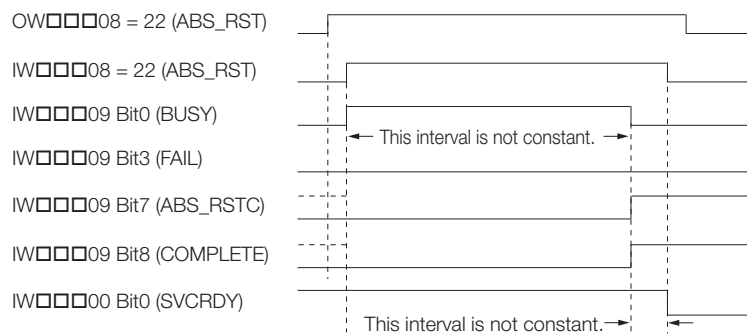 OW□□□08 = 22 (ABS_RST)
IW□□□08 = 22 (ABS_RST)
IW□□□09 Bit0 (BUSY)
This interval is not constant.
IW□□□09 Bit3 (FAIL)
IW□□□09 Bit7 (ABS_RSTC)
IW□□□09 Bit8 (COMPLETE)
IW□□□00 Bit0 (SVCRDY)
This interval is not constant.